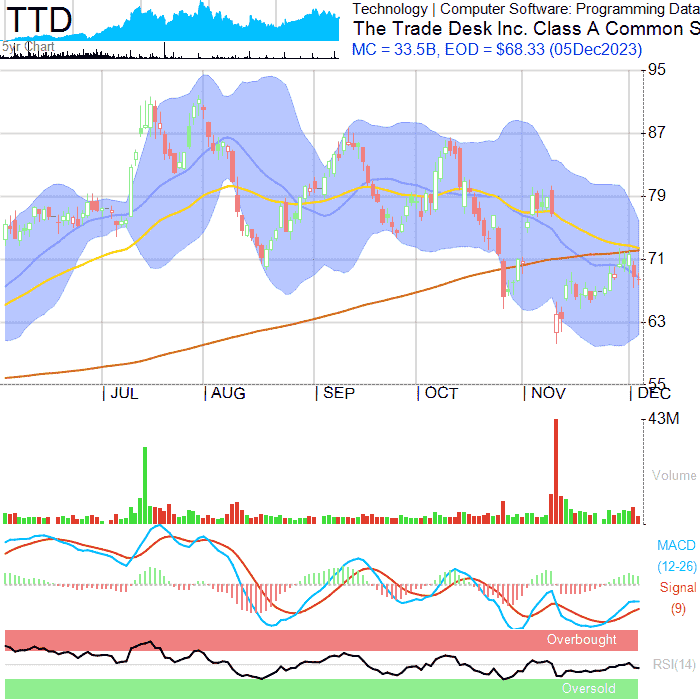 TTD
5yr Chart
Technology | Computer Software: Programming Data
The Trade Desk Inc. Class A Common S
MC = 33.5B, EOD = $68.33 (05Dec2023)
95
87
79
71
63
55
JUL
AUG
SEP
OCT
NOV
DEC
43M
Volume
MACD
(12-26)
Signal
(9)
Overbought
RSI(14)
Oversold